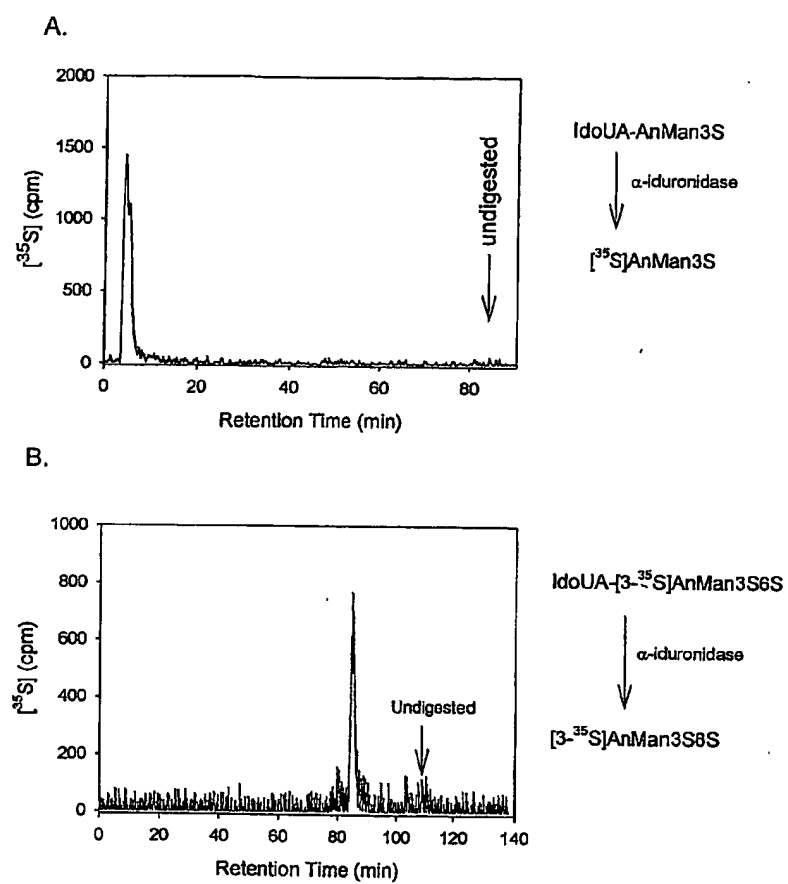 A.
2000
1500
1000
500
0
[³⁵S] (cpm)
0 20 40 60 80
Retention Time (min)
undigested
IdoUA-AnMan3S
α-iduronidase
[³⁵S]AnMan3S
B.
1000
800
600
400
200
0
[³⁵S] (cpm)
0 20 40 60 80 100 120 140
Retention Time (min)
Undigested
IdoUA-[3-³⁵S]AnMan3S6S
α-iduronidase
[3-³⁵S]AnMan3S6S